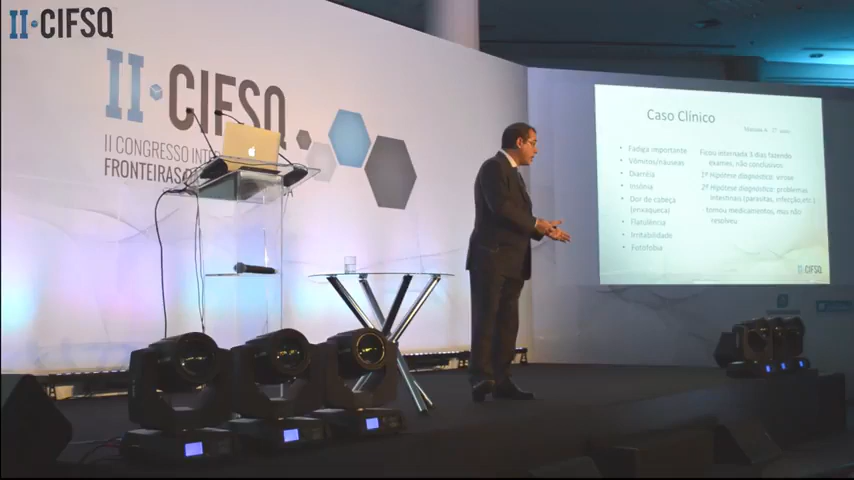 II·CIFSQ
II·CIFSQ
II CONGRESSO INT
FRONTEIRAS
Caso Clínico
• Fadiga importante
• Vômitos/náuseas
• Diarréia
• Insônia
• Dor de cabeça
(enxaqueca)
• Flatulência
• Irritabilidade
• Fotofobia
Ficou internada 3 dias fazendo
exames, não conclusivos
1ª Hipótese diagnóstica: virose
2ª Hipótese diagnóstica: problemas
intestinais (parasitas, infecção, etc.)
tomou medicamentos, mas não
resolveu
II·CIFSQ